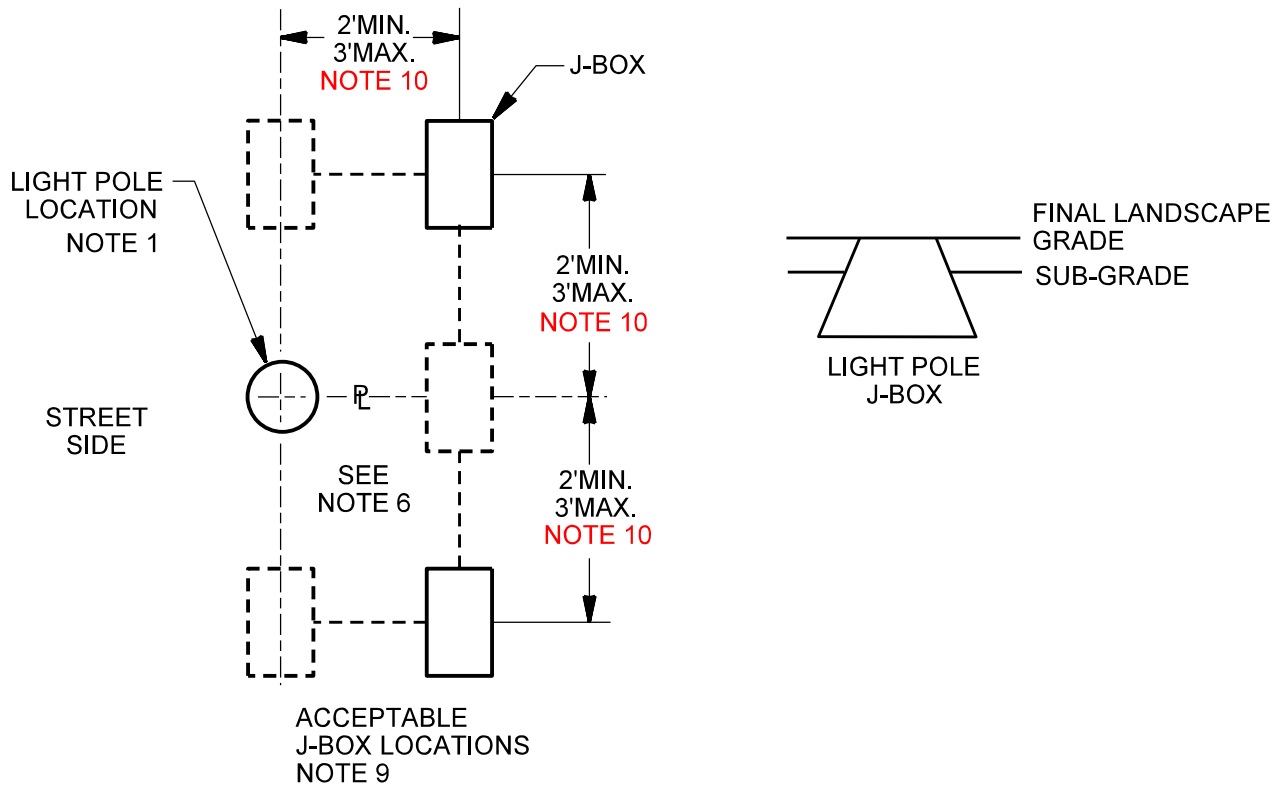 2'MIN.
3'MAX.
NOTE 10
J-BOX
LIGHT POLE
LOCATION
NOTE 1
2'MIN.
3'MAX.
NOTE 10
FINAL LANDSCAPE
GRADE
SUB-GRADE
LIGHT POLE
J-BOX
PL
STREET
SIDE
SEE
NOTE 6
2'MIN.
3'MAX.
NOTE 10
ACCEPTABLE
J-BOX LOCATIONS
NOTE 9